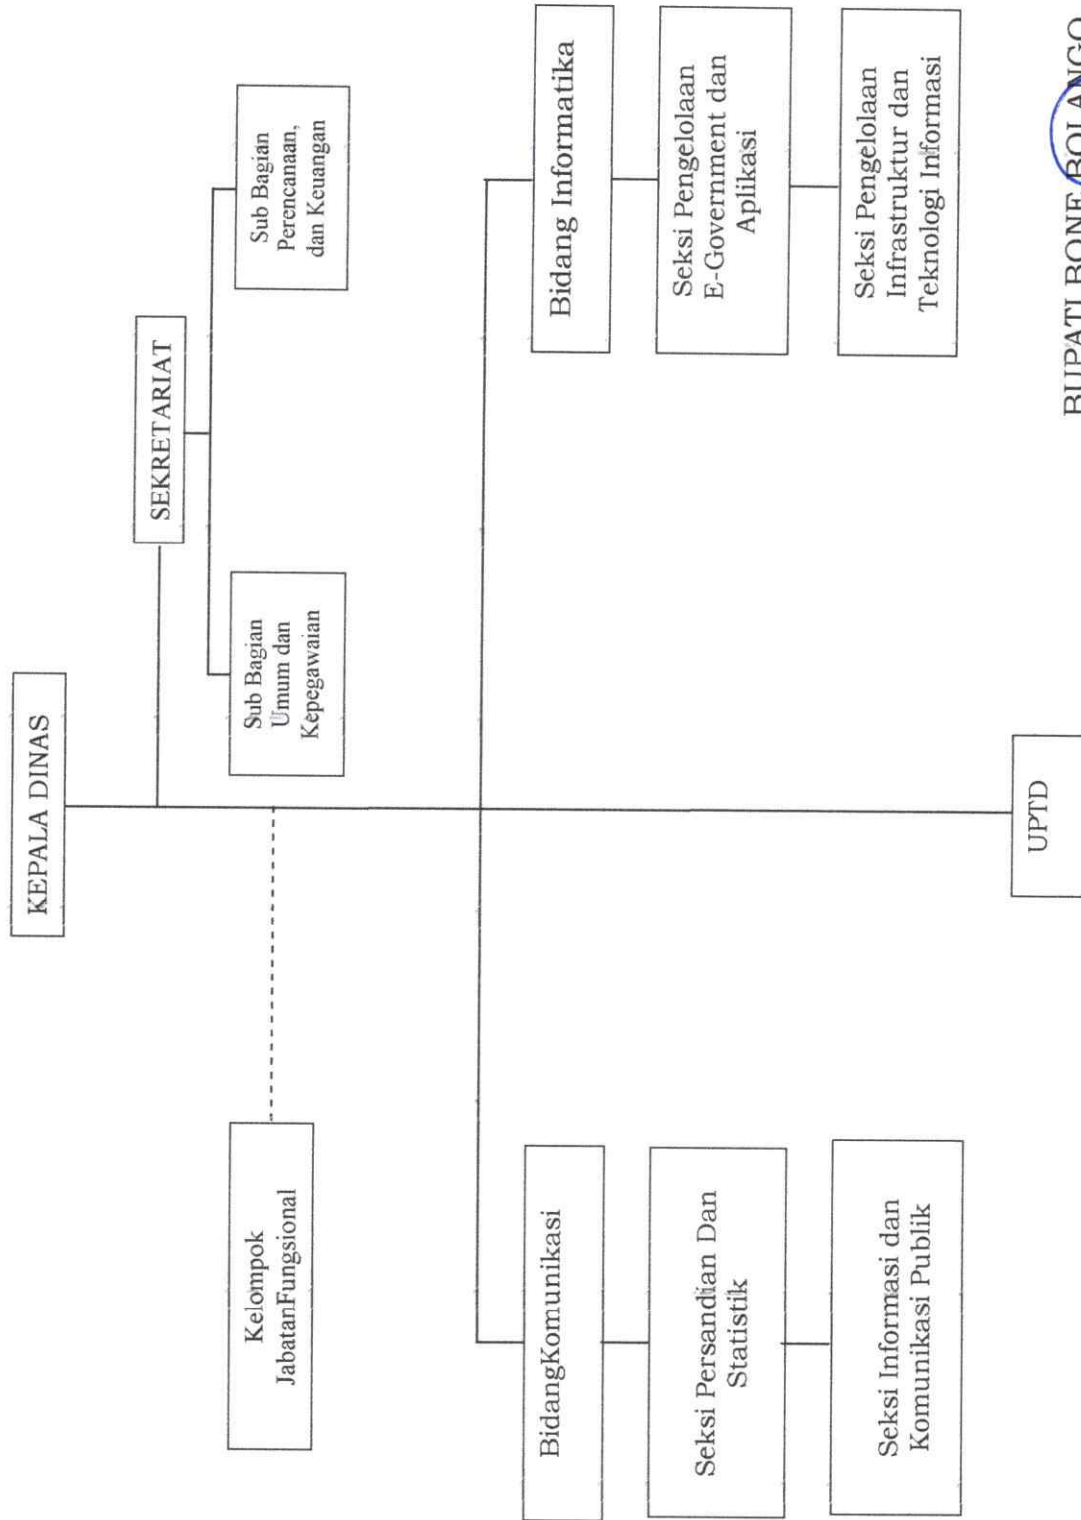 KEPALA DINAS
SEKRETARIAT
Kelompok
JabatanFungsional
Sub Bagian
Umum dan
Kepegawaian
Sub Bagian
Perencanaan,
dan Keuangan
BidangKomunikasi
Seksi Persandian Dan
Statistik
Seksi Informasi dan
Komunikasi Publik
Bidang Informatika
Seksi Pengelolaan
E-Government dan
Aplikasi
Seksi Pengelolaan
Infrastruktur dan
Teknologi Informasi
UPTD
BUPATI BONE BOLANGO